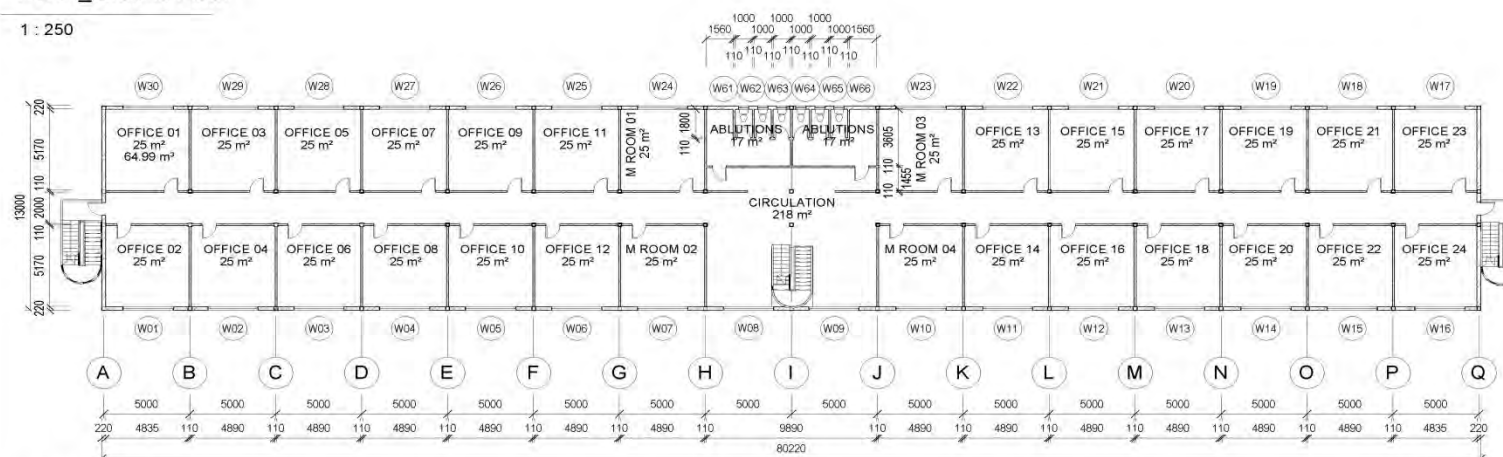 1 : 250
1000 1000 1000
1560 1000 1000 1000 1560
110 110 110 110
110 110 110
W30 W29 W28 W27 W26 W25 W24 W61 W62 W63 W64 W65 W66 W23 W22 W21 W20 W19 W18 W17
OFFICE 01
25 m²
64.99 m³
OFFICE 03
25 m²
OFFICE 05
25 m²
OFFICE 07
25 m²
OFFICE 09
25 m²
OFFICE 11
25 m²
M ROOM 01
25 m²
ABLUTIONS
17 m²
ABLUTIONS
17 m²
M ROOM 03
25 m²
OFFICE 13
25 m²
OFFICE 15
25 m²
OFFICE 17
25 m²
OFFICE 19
25 m²
OFFICE 21
25 m²
OFFICE 23
25 m²
1800
110
3605
110
1455
110
220
5170
110
2000
110
5170
220
13000
CIRCULATION
218 m²
OFFICE 02
25 m²
OFFICE 04
25 m²
OFFICE 06
25 m²
OFFICE 08
25 m²
OFFICE 10
25 m²
OFFICE 12
25 m²
M ROOM 02
25 m²
M ROOM 04
25 m²
OFFICE 14
25 m²
OFFICE 16
25 m²
OFFICE 18
25 m²
OFFICE 20
25 m²
OFFICE 22
25 m²
OFFICE 24
25 m²
W01 W02 W03 W04 W05 W06 W07 W08 W09 W10 W11 W12 W13 W14 W15 W16
A B C D E F G H I J K L M N O P Q
5000 5000 5000 5000 5000 5000 5000 5000 5000 5000 5000 5000 5000 5000 5000 5000
220 4835 110 4890 110 4890 110 4890 110 4890 110 4890 110 4890 110 9890 110 4890 110 4890 110 4890 110 4890 110 4890 110 4890 110 4835 220
80220